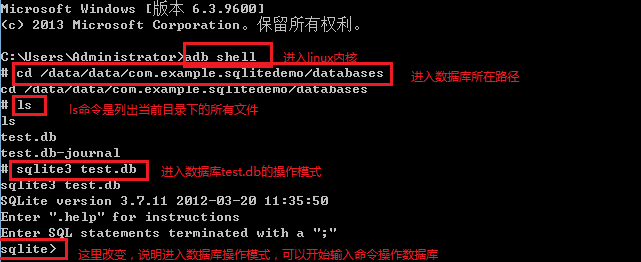 Microsoft Windows [版本 6.3.9600]
(c) 2013 Microsoft Corporation。保留所有权利。
C:\Users\Administrator>adb shell 进入linux内核
# cd /data/data/com.example.sqlitedemo/databases 进入数据库所在路径
cd /data/data/com.example.sqlitedemo/databases
# ls ls命令是列出当前目录下的所有文件
ls
test.db
test.db-journal
# sqlite3 test.db 进入数据库test.db的操作模式
sqlite3 test.db
SQLite version 3.7.11 2012-03-20 11:35:50
Enter ".help" for instructions
Enter SQL statements terminated with a ";"
sqlite> 这里改变，说明进入数据库操作模式，可以开始输入命令操作数据库